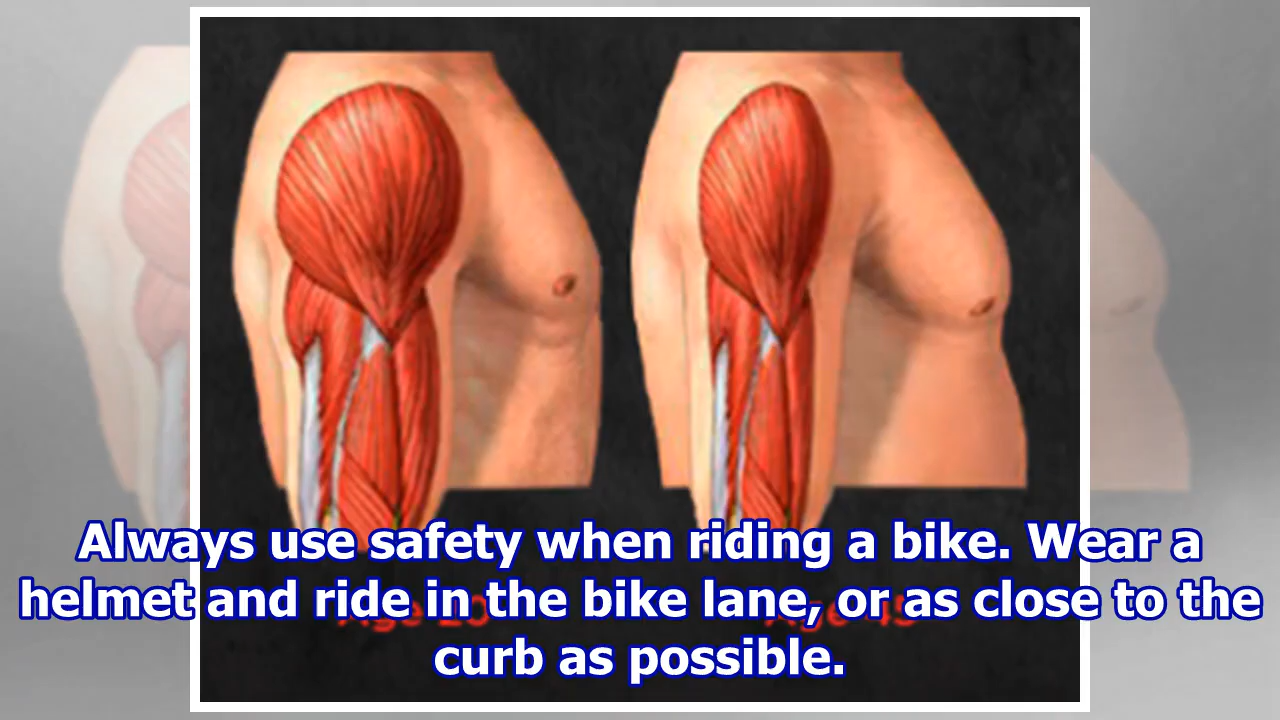 Always use safety when riding a bike. Wear a
helmet and ride in the bike lane, or as close to the
curb as possible.